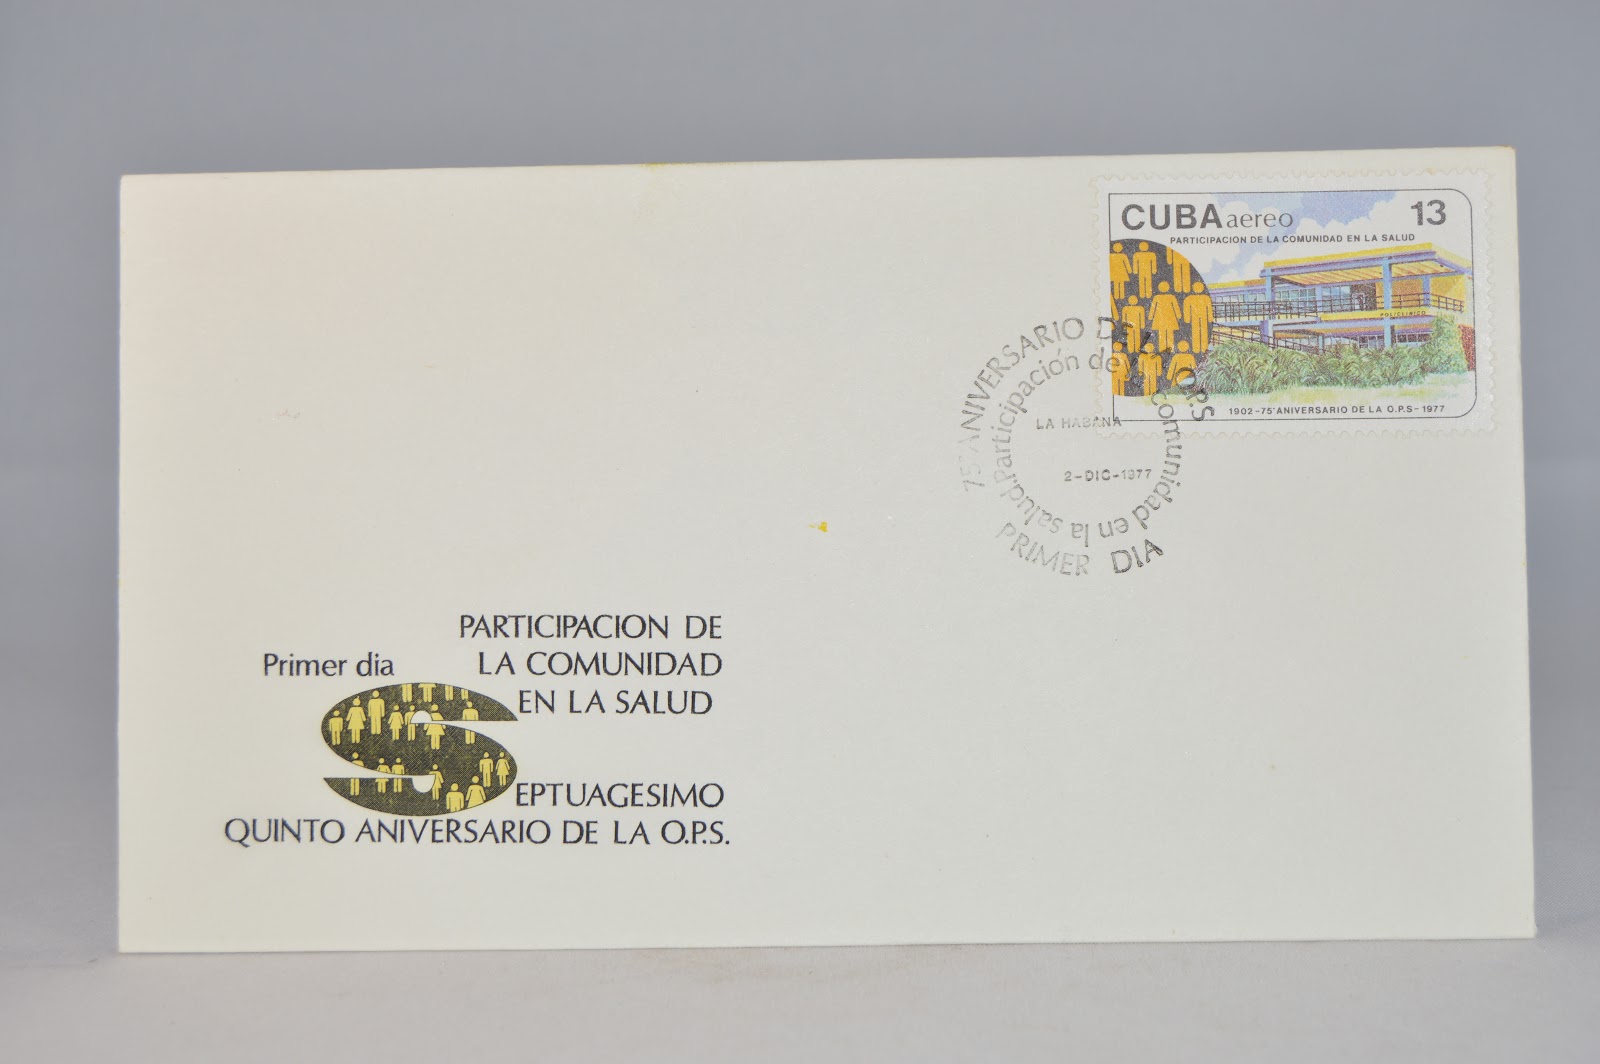 CUBA aereo 13
PARTICIPACION DE LA COMUNIDAD EN LA SALUD
POLICLINICO
1902-75°ANIVERSARIO DE LA O.P.S-1977
75°ANIVERSARIO DE LA O.P.S
Participación de la comunidad en la salud.
LA HABANA
2-DIC-1977
PRIMER DIA
PARTICIPACION DE
Primer dia LA COMUNIDAD
EN LA SALUD
SEPTUAGESIMO
QUINTO ANIVERSARIO DE LA O.P.S.